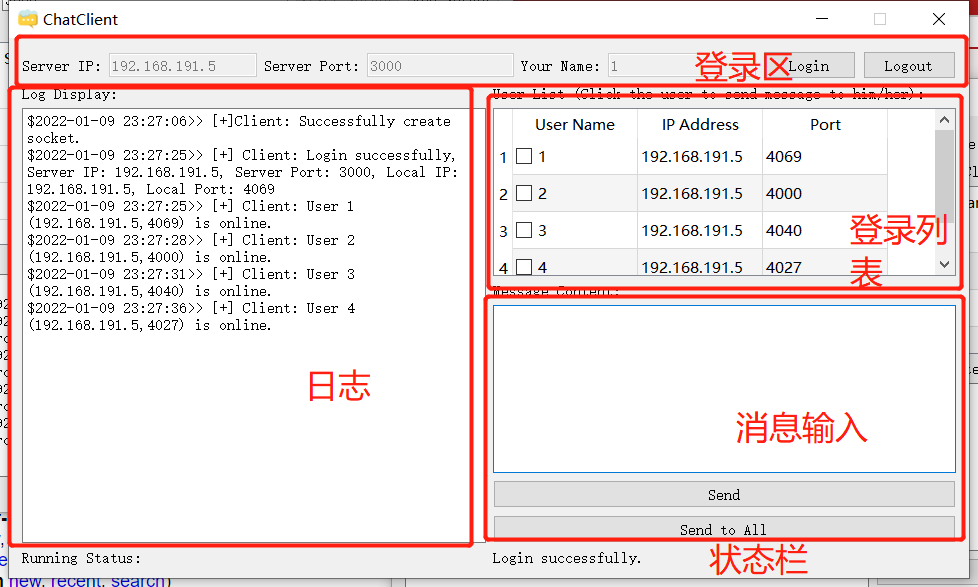 ChatClient
Server IP: 192.168.191.5 Server Port: 3000 Your Name: 1 登录区 Login Logout
Log Display:
$2022-01-09 23:27:06>> [+]Client: Successfully create
socket.
$2022-01-09 23:27:25>> [+] Client: Login successfully,
Server IP: 192.168.191.5, Server Port: 3000, Local IP:
192.168.191.5, Local Port: 4069
$2022-01-09 23:27:25>> [+] Client: User 1
(192.168.191.5,4069) is online.
$2022-01-09 23:27:28>> [+] Client: User 2
(192.168.191.5,4000) is online.
$2022-01-09 23:27:31>> [+] Client: User 3
(192.168.191.5,4040) is online.
$2022-01-09 23:27:36>> [+] Client: User 4
(192.168.191.5,4027) is online.
日志
User List (Click the user to send message to him/her):
User Name IP Address Port
1 1 192.168.191.5 4069
2 2 192.168.191.5 4000
3 3 192.168.191.5 4040
4 4 192.168.191.5 4027
登录列
表
Message Content:
消息输入
Send
Send to All
Running Status: Login successfully.
状态栏
new, recent, search)